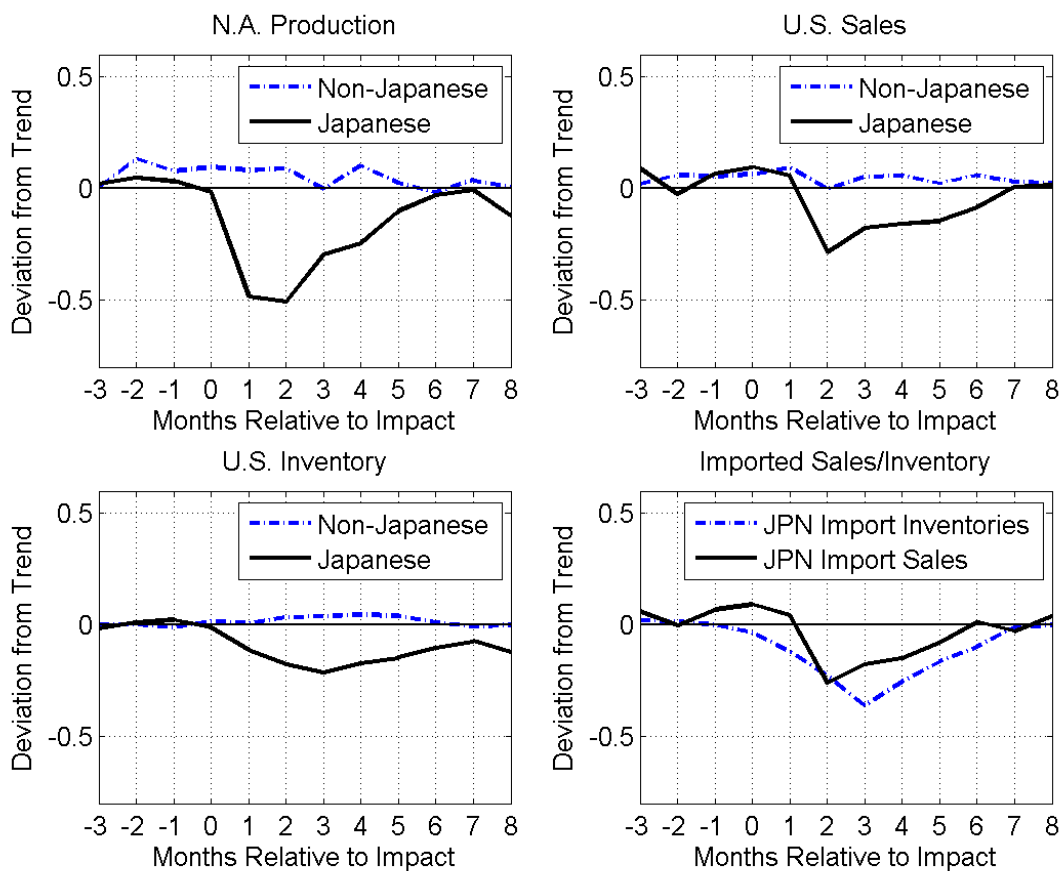 N.A. Production
0.5
0
-0.5
Deviation from Trend
Non-Japanese
Japanese
-3 -2 -1 0 1 2 3 4 5 6 7 8
Months Relative to Impact
U.S. Sales
0.5
0
-0.5
Deviation from Trend
Non-Japanese
Japanese
-3 -2 -1 0 1 2 3 4 5 6 7 8
Months Relative to Impact
U.S. Inventory
0.5
0
-0.5
Deviation from Trend
Non-Japanese
Japanese
-3 -2 -1 0 1 2 3 4 5 6 7 8
Months Relative to Impact
Imported Sales/Inventory
0.5
0
-0.5
Deviation from Trend
JPN Import Inventories
JPN Import Sales
-3 -2 -1 0 1 2 3 4 5 6 7 8
Months Relative to Impact